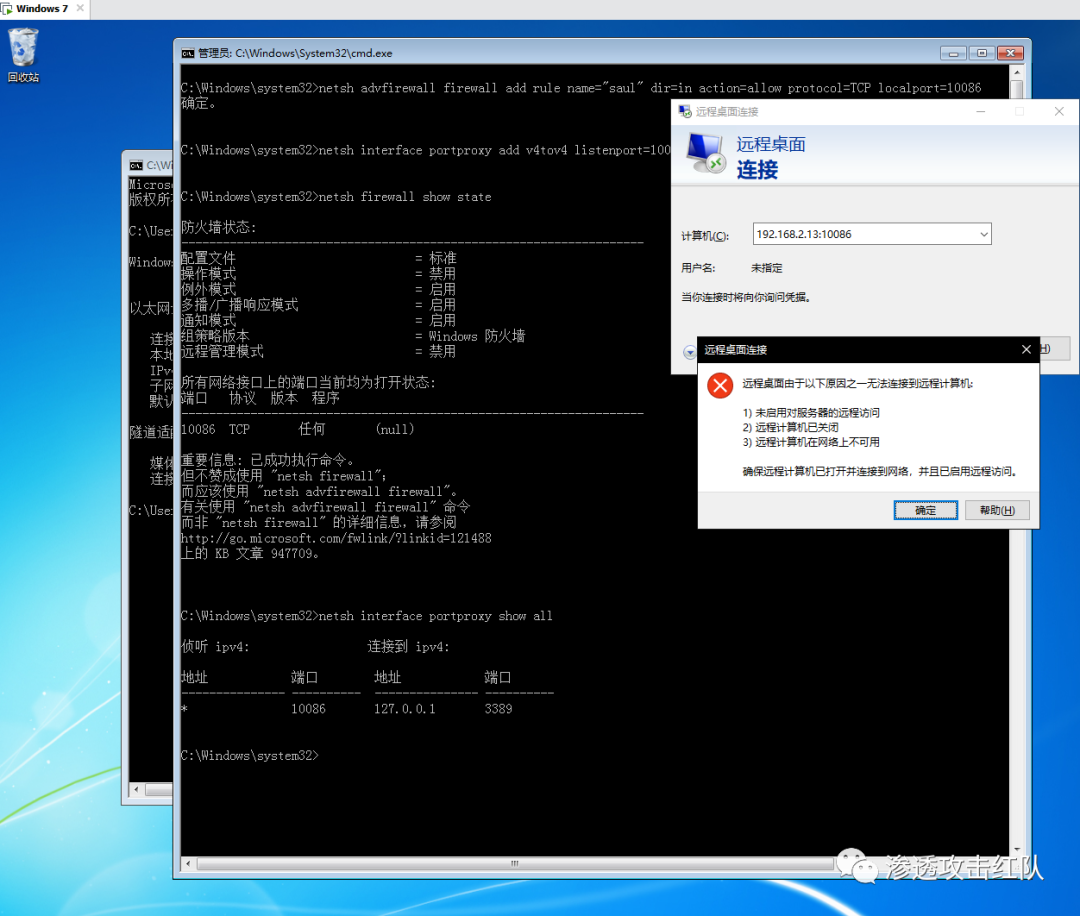 Windows 7
回收站
管理员: C:\Windows\System32\cmd.exe
C:\Windows\system32>netsh advfirewall firewall add rule name="saul" dir=in action=allow protocol=TCP localport=10086
确定。
C:\Windows\system32>netsh interface portproxy add v4tov4 listenport=100
C:\Windows\system32>netsh firewall show state
防火墙状态:
-------------------------------------------------------------------
配置文件 = 标准
操作模式 = 禁用
例外模式 = 启用
多播/广播响应模式 = 启用
通知模式 = 启用
组策略版本 = Windows 防火墙
远程管理模式 = 禁用
所有网络接口上的端口当前均为打开状态:
端口 协议 版本 程序
-------------------------------------------------------------------
10086 TCP 任何 (null)
重要信息: 已成功执行命令。
但不赞成使用 "netsh firewall";
而应该使用 "netsh advfirewall firewall"。
有关使用 "netsh advfirewall firewall" 命令
而非 "netsh firewall" 的详细信息，请参阅
http://go.microsoft.com/fwlink/?linkid=121488
上的 KB 文章 947709。
C:\Windows\system32>netsh interface portproxy show all
侦听 ipv4: 连接到 ipv4:
地址 端口 地址 端口
--------------- ---------- --------------- ----------
* 10086 127.0.0.1 3389
C:\Windows\system32>
C:\Wi
Micros
版权所
C:\Use
Window
以太网
连接
本地
IPv
子网
默认
隧道适
媒体
连接
C:\Use
远程桌面连接
远程桌面
连接
计算机(C):
192.168.2.13:10086
用户名:
未指定
当你连接时将向你询问凭据。
H)
远程桌面连接
远程桌面由于以下原因之一无法连接到远程计算机:
1) 未启用对服务器的远程访问
2) 远程计算机已关闭
3) 远程计算机在网络上不可用
确保远程计算机已打开并连接到网络，并且已启用远程访问。
确定
帮助(H)
渗透攻击红队